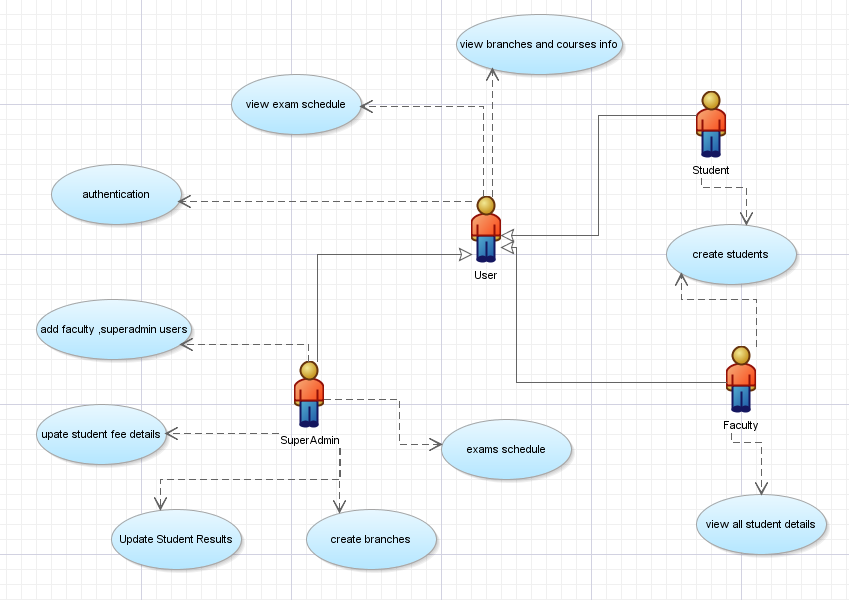 view branches and courses info
view exam schedule
Student
authentication
create students
User
add faculty ,superadmin users
upate student fee details
SuperAdmin
Faculty
exams schedule
view all student details
Update Student Results
create branches